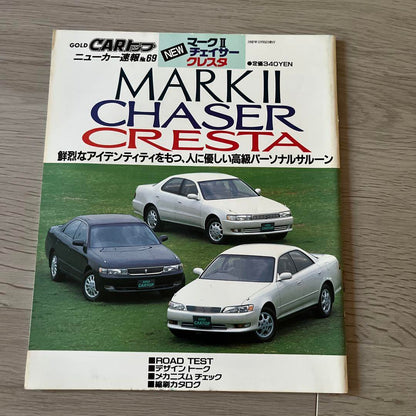 GOLD CARトップ
ニューカー速報 No.69
NEW
マークⅡ
チェイサー
クレスタ
●定価340YEN
MARKⅡ
CHASER
CRESTA
鮮烈なアイデンティティをもつ、人に優しい高級パーソナルサルーン
■ROAD TEST
■デザイン トーク
■メカニズム チェック
■縮刷カタログ